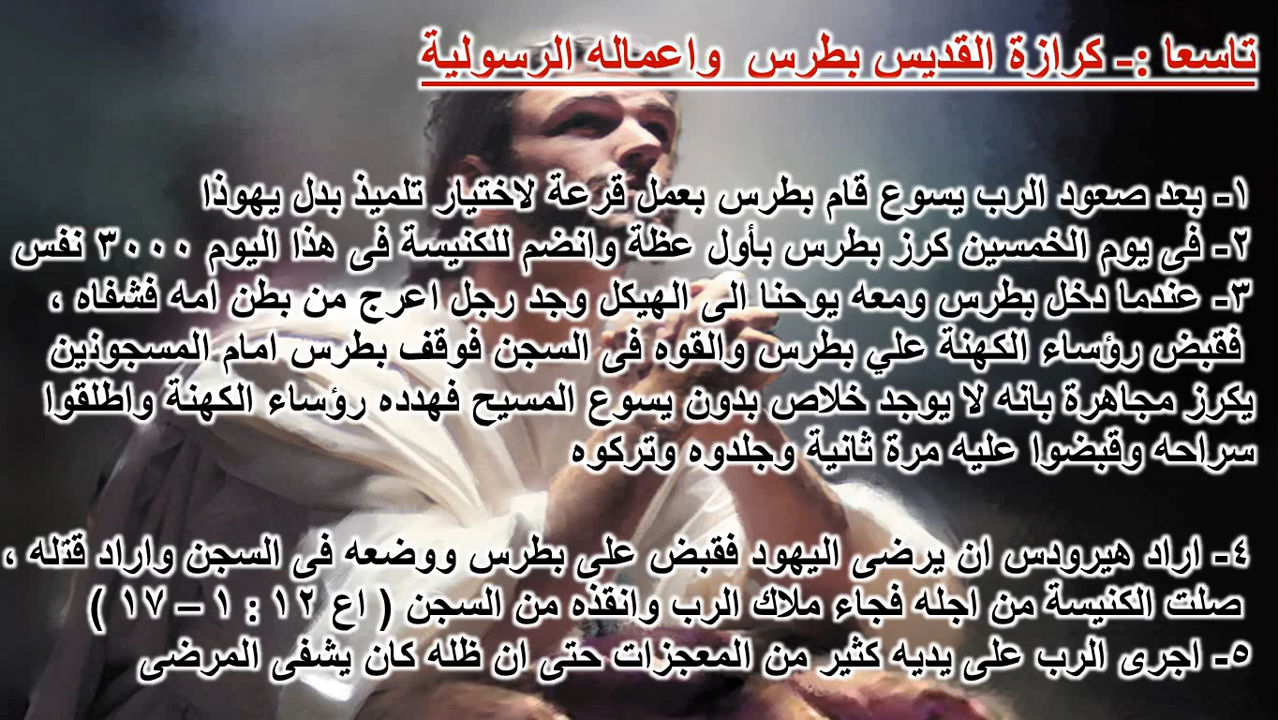 تاسعا :- كرازة القديس بطرس واعماله الرسولية
١- بعد صعود الرب يسوع قام بطرس بعمل قرعة لاختيار تلميذ بدل يهوذا
٢- فى يوم الخمسين كرز بطرس بأول عظة وانضم للكنيسة فى هذا اليوم ٣٠٠٠ نفس
٣- عندما دخل بطرس ومعه يوحنا الى الهيكل وجد رجل اعرج من بطن امه فشفاه ،
فقبض رؤساء الكهنة علي بطرس والقوه فى السجن فوقف بطرس امام المسجوذين
يكرز مجاهرة بانه لا يوجد خلاص بدون يسوع المسيح فهدده رؤساء الكهنة واطلقوا
سراحه وقبضوا عليه مرة ثانية وجلدوه وتركوه
٤- اراد هيرودس ان يرضى اليهود فقبض على بطرس ووضعه فى السجن واراد قتله ،
صلت الكنيسة من اجله فجاء ملاك الرب وانقذه من السجن ( اع ١٢ : ١ – ١٧ )
٥- اجرى الرب على يديه كثير من المعجزات حتى ان ظله كان يشفى المرضى